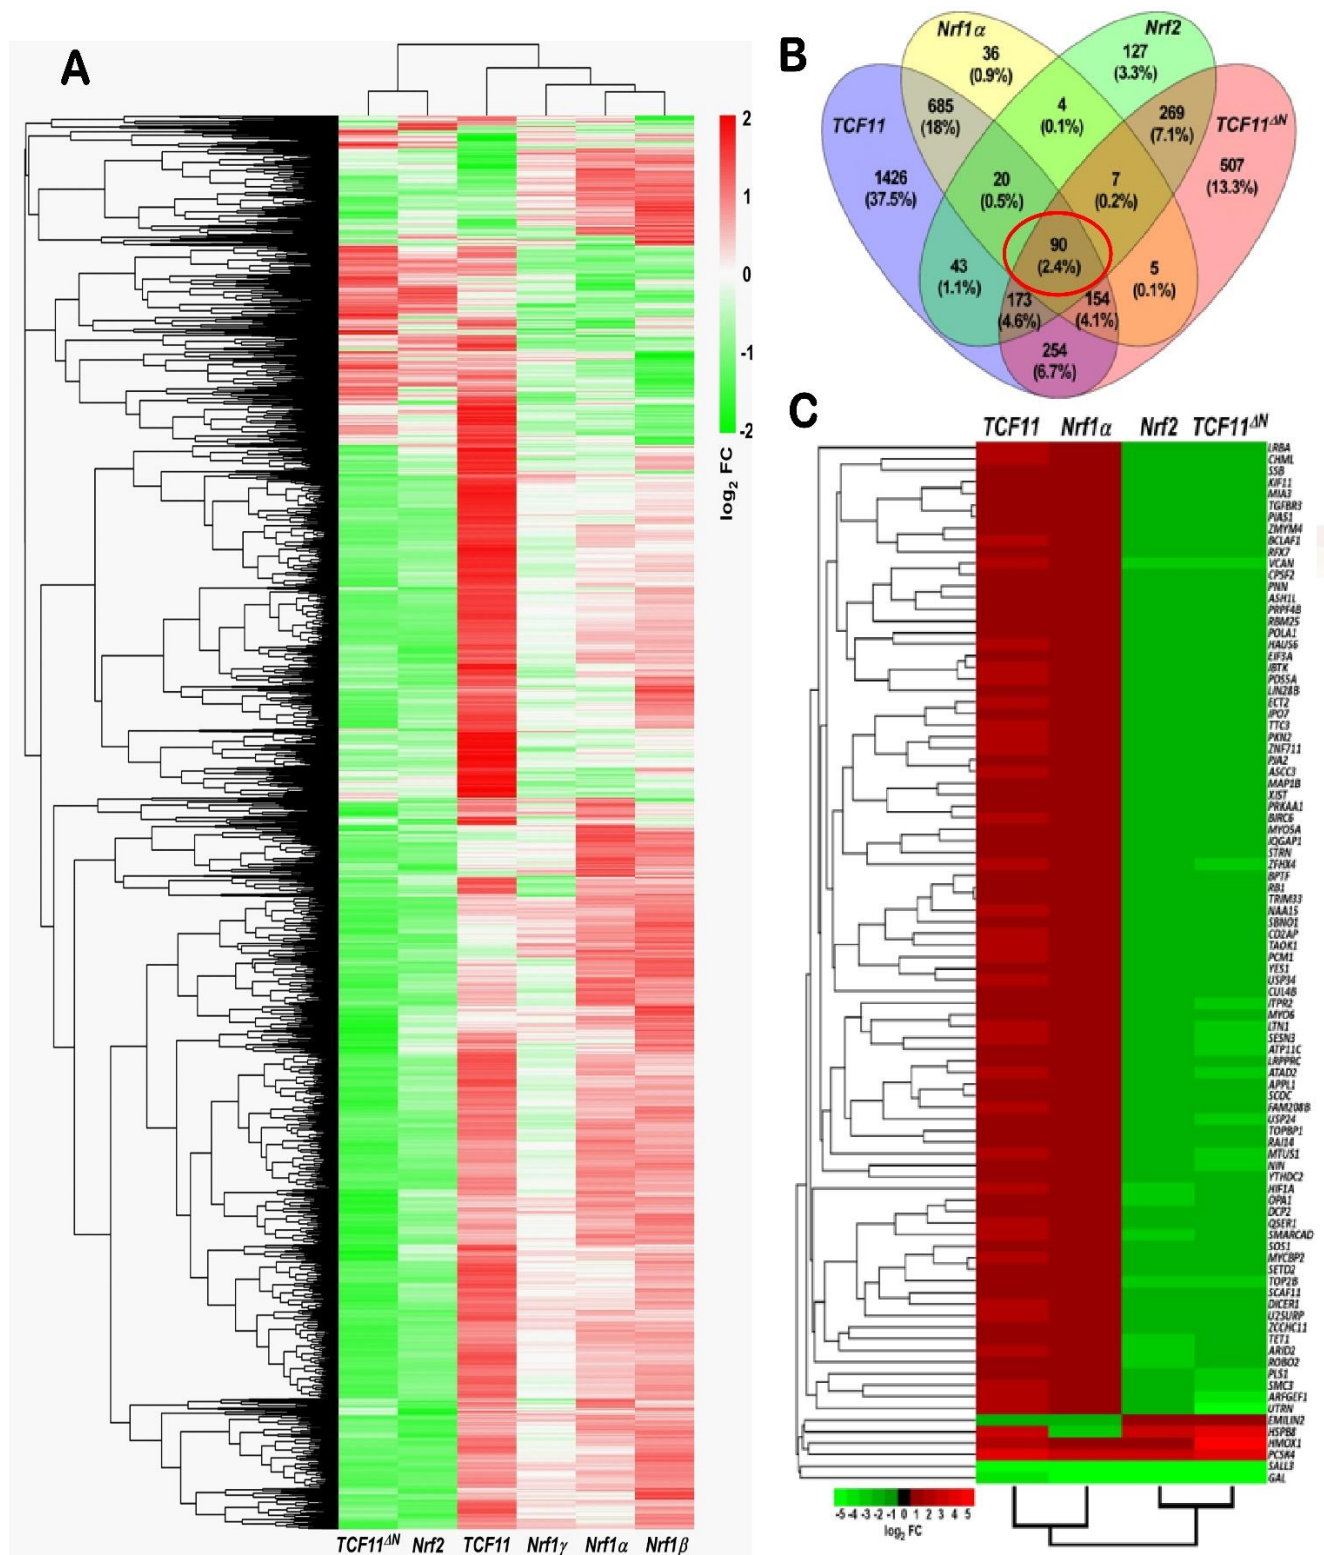 A
2
1
0
-1
-2
log2 FC
TCF11ΔN Nrf2 TCF11 Nrf1γ Nrf1α Nrf1β
B
Nrf1α
Nrf2
TCF11
TCF11ΔN
36
(0.9%)
127
(3.3%)
685
(18%)
4
(0.1%)
269
(7.1%)
1426
(37.5%)
20
(0.5%)
7
(0.2%)
507
(13.3%)
90
(2.4%)
43
(1.1%)
5
(0.1%)
173
(4.6%)
154
(4.1%)
254
(6.7%)
C
TCF11 Nrf1α Nrf2 TCF11ΔN
LRBA
CHML
SSB
KIF11
MIA3
TGFBR3
PIAS1
ZMYM4
BCLAF1
RFX7
VCAN
CPSF2
PNN
ASH1L
PRPF4B
RBM25
POLA1
HAUS6
EIF3A
IBTK
PDS5A
LIN28B
ECT2
IPO7
TTC3
PKN2
ZNF711
PJA2
ASCC3
MAP1B
XIST
PRKAA1
BIRC6
MYO5A
IQGAP1
STRN
ZFHX4
BPTF
RB1
TRIM33
NAA15
SBNO1
CD2AP
TAOK1
PCM1
YES1
USP34
CUL4B
ITPR2
MYO6
LTN1
SESN3
ATP11C
LRPPRC
ATAD2
APPL1
SCOC
FAM208B
USP24
TOPBP1
RAI14
MTUS1
NIN
YTHDC2
HIF1A
OPA1
DCP2
QSER1
SMARCAD
SOS1
MYCBP2
SETD2
TOP2B
SCAF11
DICER1
U2SURP
ZCCHC11
TET1
ARID2
ROBO2
PLS1
SMC3
ARFGEF1
UTRN
EMILIN2
HSPB8
HMOX1
PCSK4
SALL3
GAL
-5 -4 -3 -2 -1 0 1 2 3 4 5
log2 FC